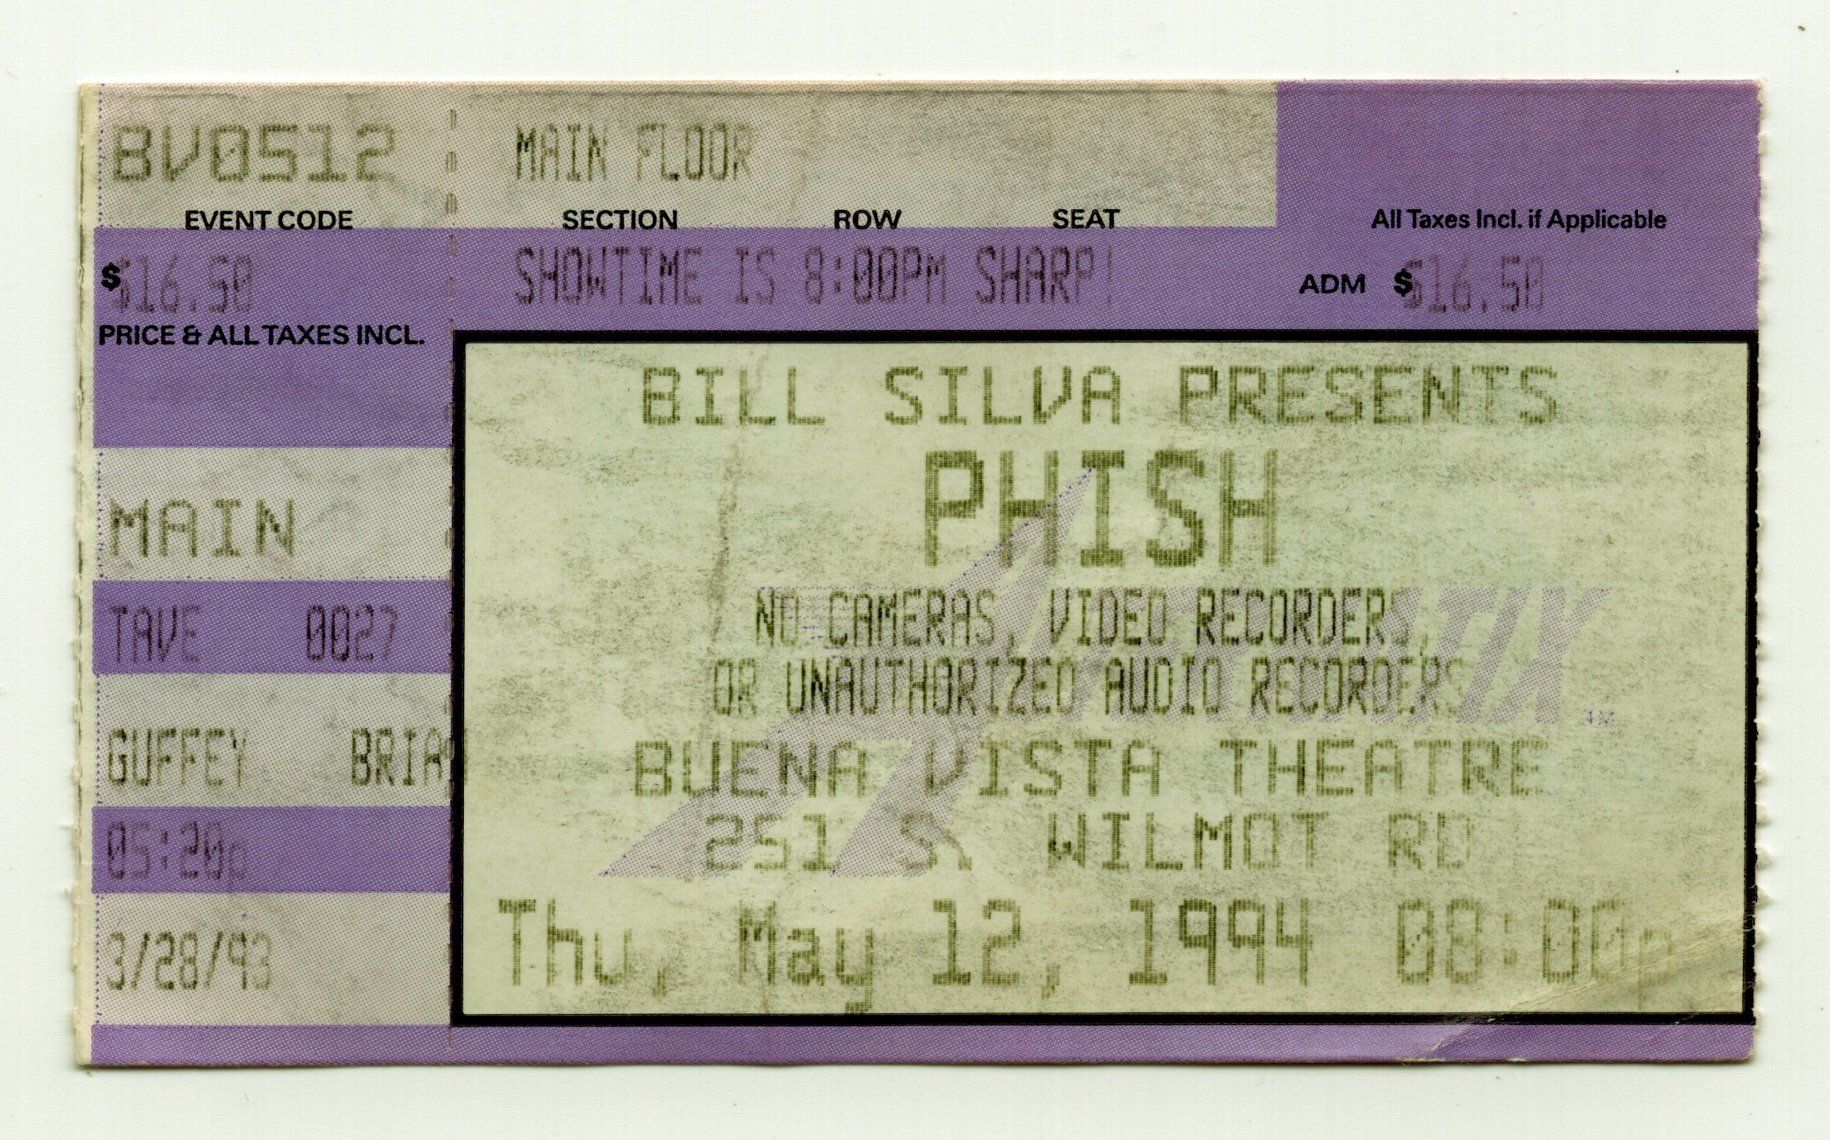 BV0512
EVENT CODE
$ $16.50
PRICE & ALL TAXES INCL.
MAIN
TAVE 0027
GUFFEY BRIA
05:20p
3/28/93
MAIN FLOOR
SECTION ROW SEAT
All Taxes Incl. if Applicable
SHOWTIME IS 8:00PM SHARP!
ADM $ $16.50
BILL SILVA PRESENTS
PHISH
NO CAMERAS, VIDEO RECORDERS,
OR UNAUTHORIZED AUDIO RECORDERS
BUENA VISTA THEATRE
251 S. WILMOT RD
Thu, May 12, 1994 08:00p
TM